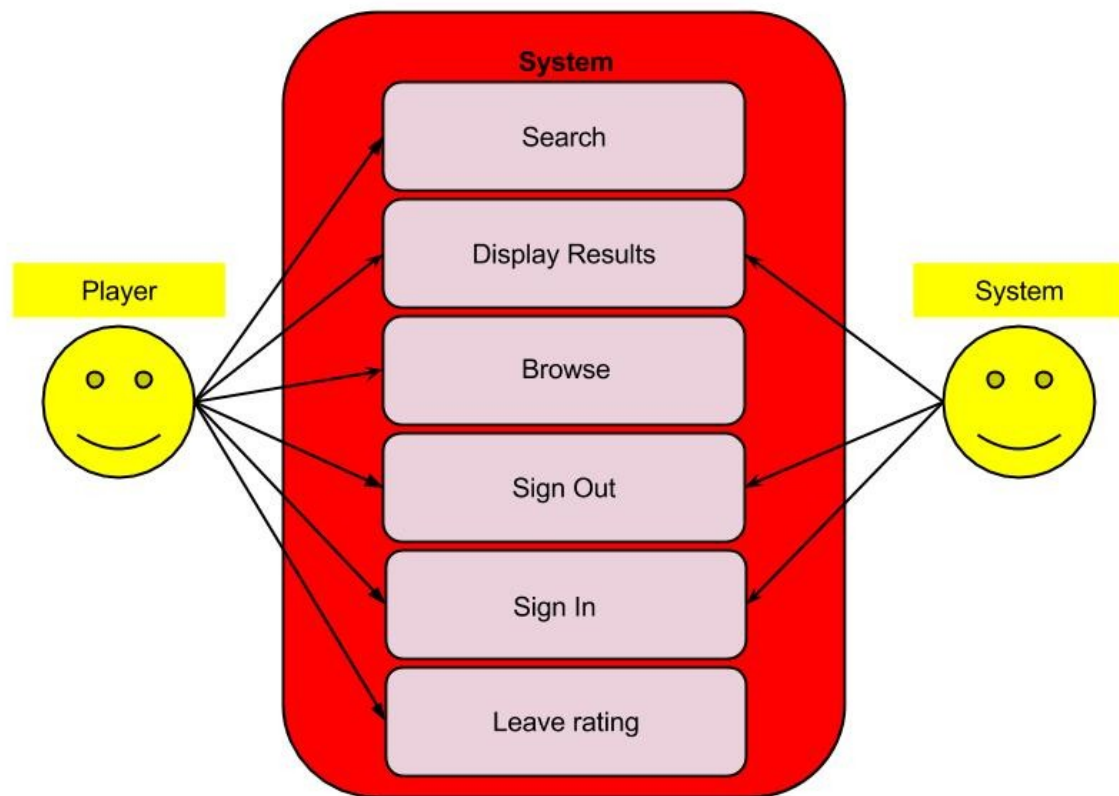 System
Search
Display Results
Player
System
Browse
Sign Out
Sign In
Leave rating